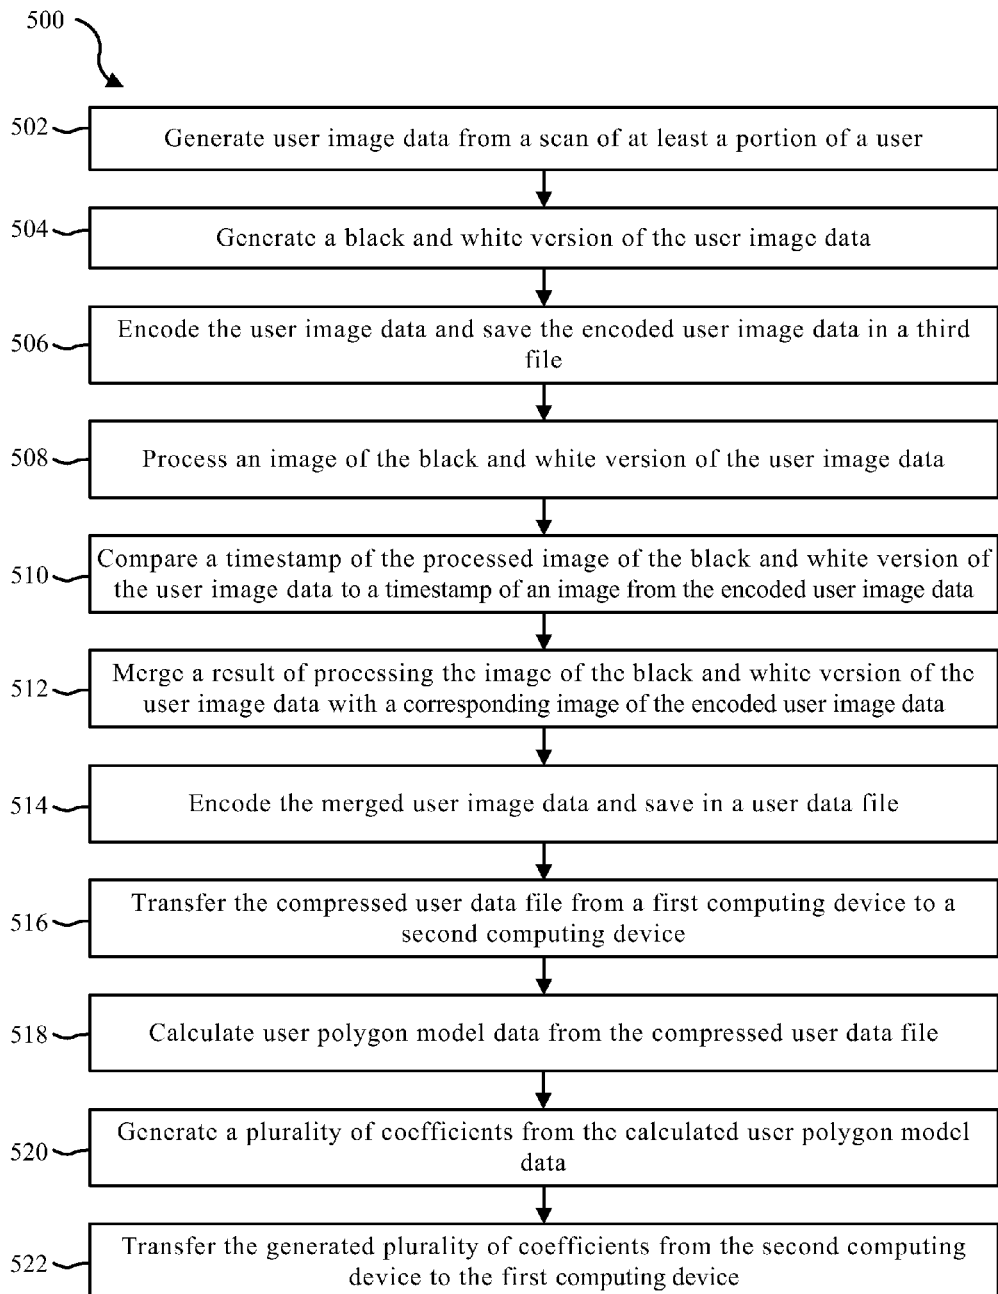 500
502
Generate user image data from a scan of at least a portion of a user
504
Generate a black and white version of the user image data
506
Encode the user image data and save the encoded user image data in a third
file
508
Process an image of the black and white version of the user image data
510
Compare a timestamp of the processed image of the black and white version of
the user image data to a timestamp of an image from the encoded user image data
512
Merge a result of processing the image of the black and white version of the
user image data with a corresponding image of the encoded user image data
514
Encode the merged user image data and save in a user data file
516
Transfer the compressed user data file from a first computing device to a
second computing device
518
Calculate user polygon model data from the compressed user data file
520
Generate a plurality of coefficients from the calculated user polygon model
data
522
Transfer the generated plurality of coefficients from the second computing
device to the first computing device